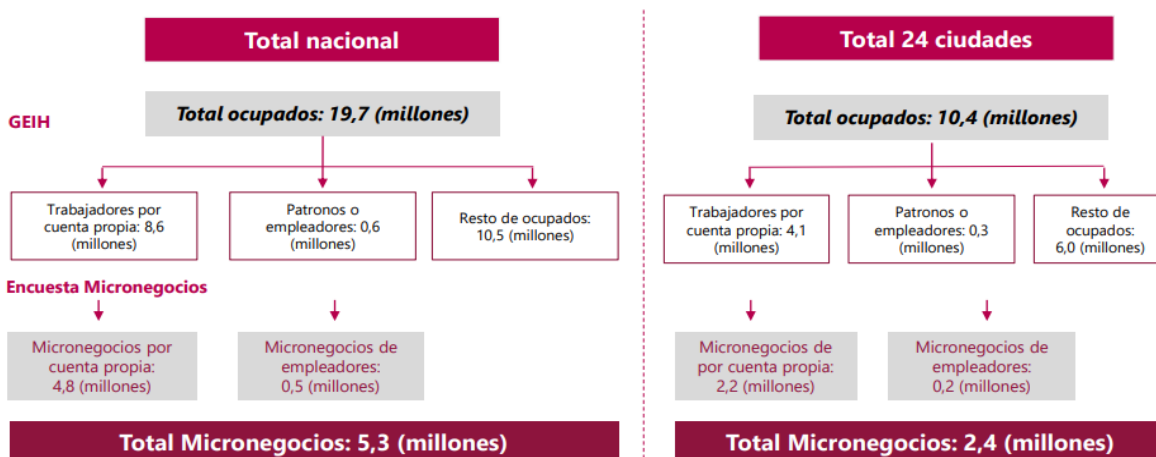 Total nacional
GEIH
Total ocupados: 19,7 (millones)
Trabajadores por
cuenta propia: 8,6
(millones)
Patronos o
empleadores: 0,6
(millones)
Resto de ocupados:
10,5 (millones)
Encuesta Micronegocios
Micronegocios por
cuenta propia:
4,8 (millones)
Micronegocios de
empleadores:
0,5 (millones)
Total Micronegocios: 5,3 (millones)
Total 24 ciudades
Total ocupados: 10,4 (millones)
Trabajadores por
cuenta propia: 4,1
(millones)
Patronos o
empleadores: 0,3
(millones)
Resto de
ocupados:
6,0 (millones)
Micronegocios de
por cuenta propia:
2,2 (millones)
Micronegocios de
empleadores:
0,2 (millones)
Total Micronegocios: 2,4 (millones)